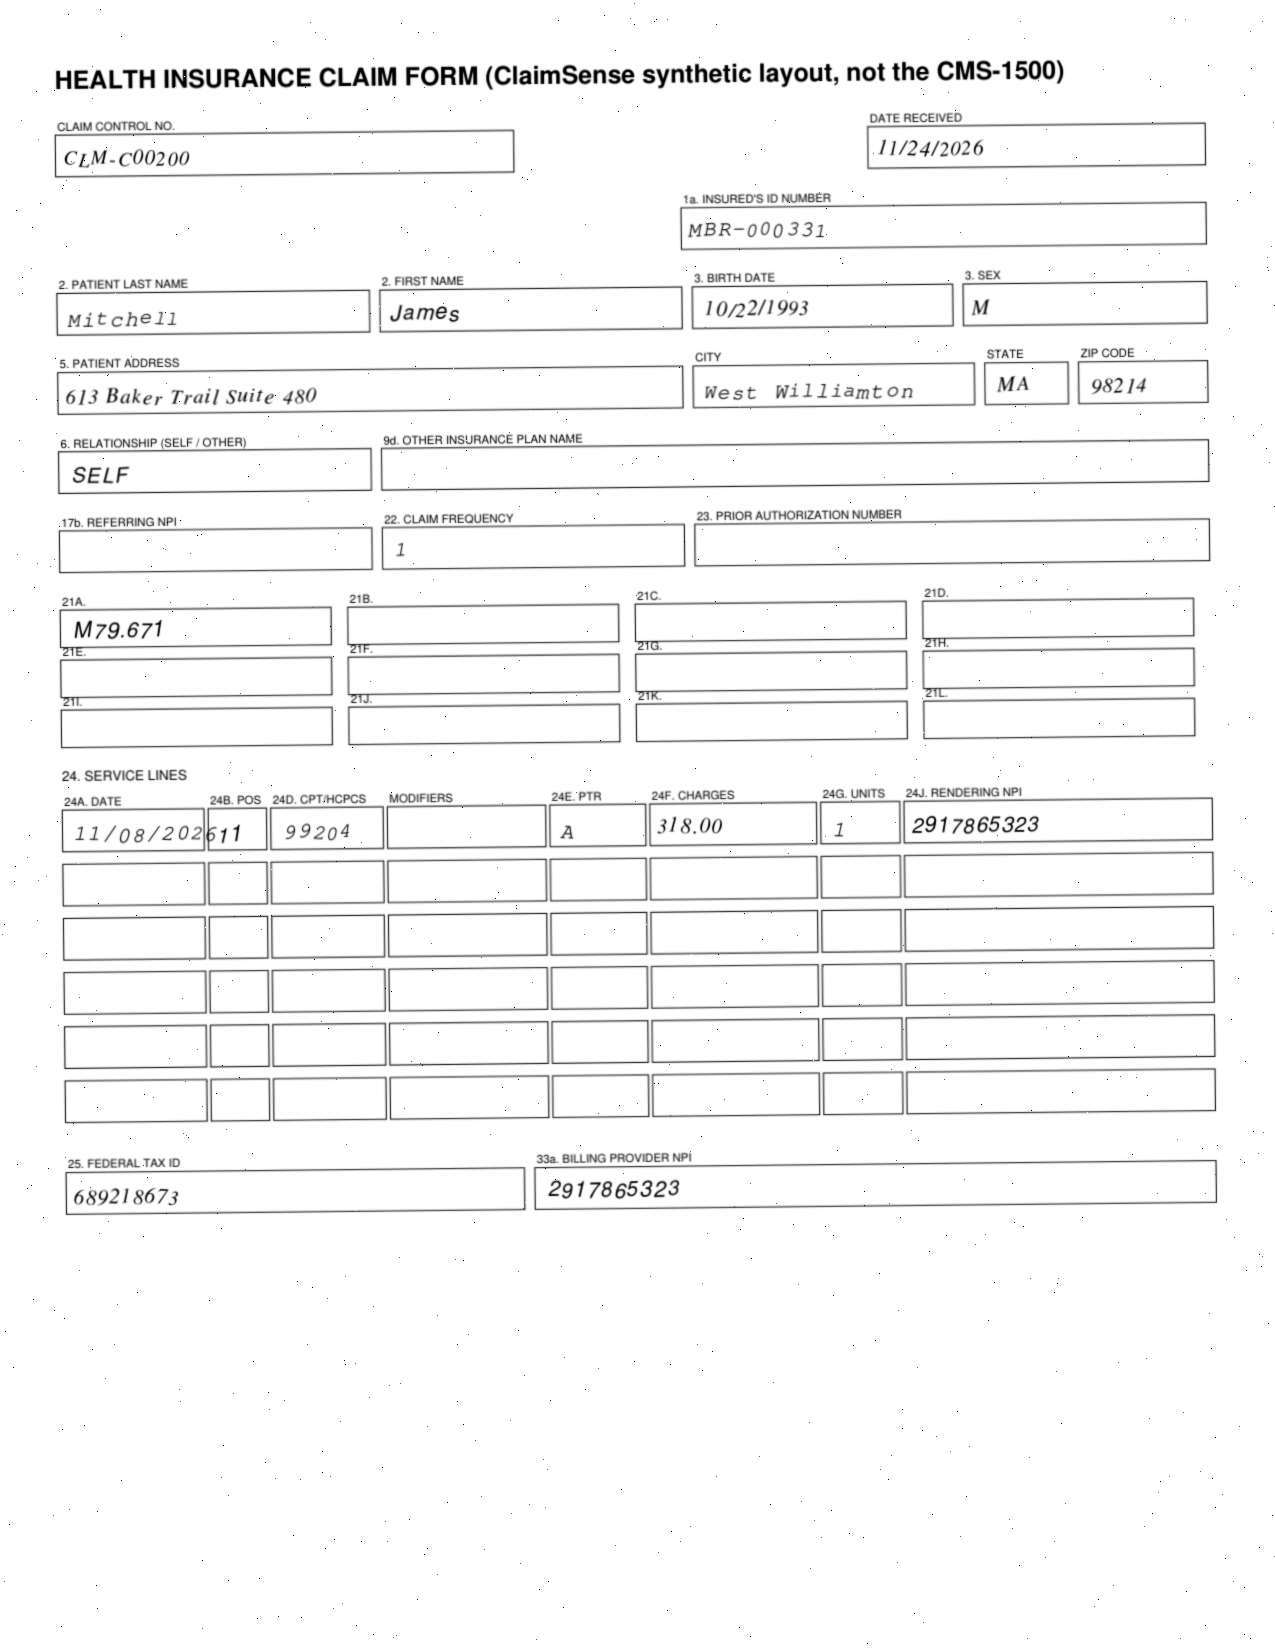 HEALTH INSURANCE CLAIM FORM (ClaimSense synthetic layout, not the CMS-1500)
CLAIM CONTROL NO. DATE RECEIVED
CLM-C00200 11/24/2026
1a. INSURED'S ID NUMBER
MBR-000331
2. PATIENT LAST NAME 2. FIRST NAME 3. BIRTH DATE 3. SEX
Mitchell James 10/22/1993 M
5. PATIENT ADDRESS CITY STATE ZIP CODE
613 Baker Trail Suite 480 West Williamton MA 98214
6. RELATIONSHIP (SELF / OTHER) 9d. OTHER INSURANCE PLAN NAME
SELF
17b. REFERRING NPI 22. CLAIM FREQUENCY 23. PRIOR AUTHORIZATION NUMBER
1
21A. 21B. 21C. 21D.
M79.671
21E. 21F. 21G. 21H.
21I. 21J. 21K. 21L.
24. SERVICE LINES
24A. DATE 24B. POS 24D. CPT/HCPCS MODIFIERS 24E. PTR 24F. CHARGES 24G. UNITS 24J. RENDERING NPI
11/08/2026 11 99204 A 318.00 1 2917865323
25. FEDERAL TAX ID 33a. BILLING PROVIDER NPI
689218673 2917865323